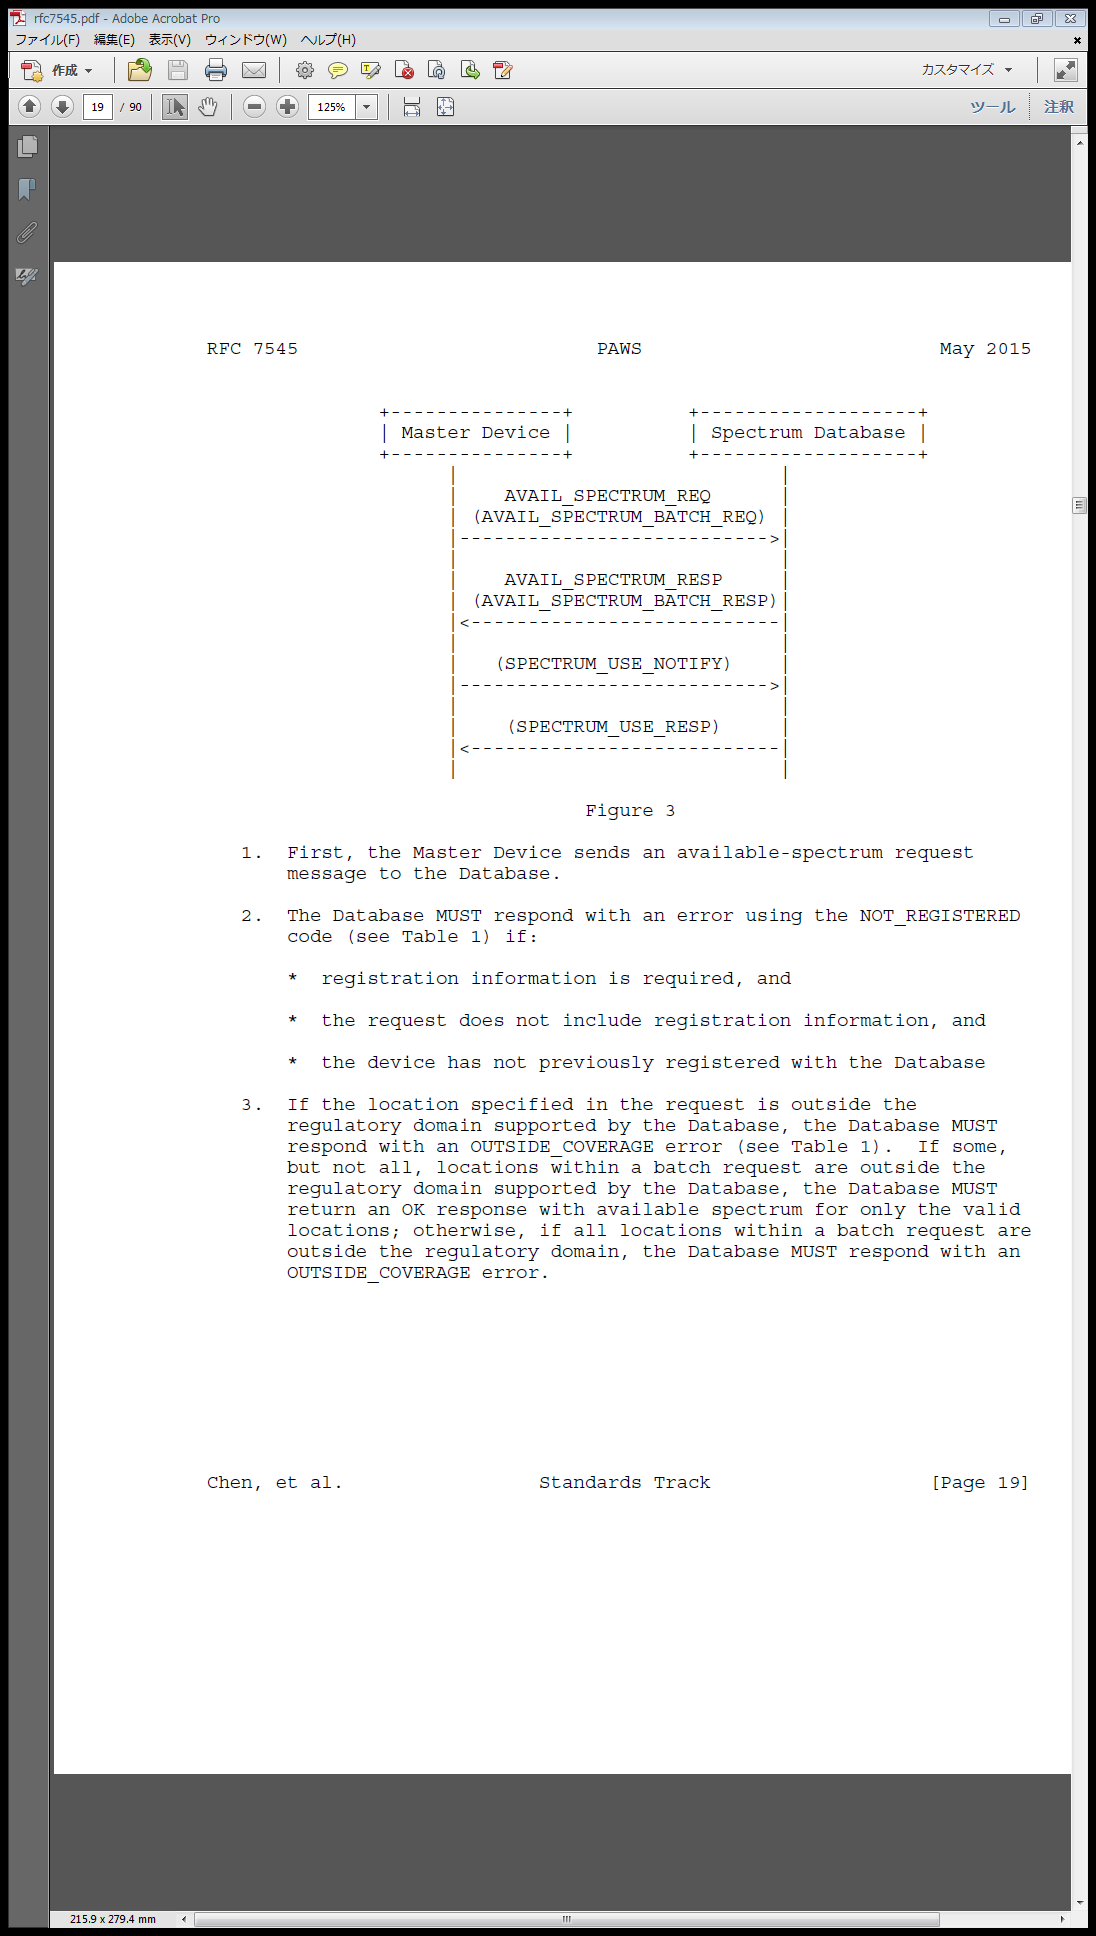 rfc7545.pdf - Adobe Acrobat Pro
ファイル(F) 編集(E) 表示(V) ウィンドウ(W) ヘルプ(H)
作成 カスタマイズ
19 / 90 125% ツール 注釈
RFC 7545 PAWS May 2015
+---------------+ +-------------------+
| Master Device | | Spectrum Database |
+---------------+ +-------------------+
| |
| AVAIL_SPECTRUM_REQ |
| (AVAIL_SPECTRUM_BATCH_REQ) |
|--------------------------->|
| |
| AVAIL_SPECTRUM_RESP |
| (AVAIL_SPECTRUM_BATCH_RESP)|
|<---------------------------|
| |
| (SPECTRUM_USE_NOTIFY) |
|--------------------------->|
| |
| (SPECTRUM_USE_RESP) |
|<---------------------------|
| |
Figure 3
1. First, the Master Device sends an available-spectrum request
message to the Database.
2. The Database MUST respond with an error using the NOT_REGISTERED
code (see Table 1) if:
* registration information is required, and
* the request does not include registration information, and
* the device has not previously registered with the Database
3. If the location specified in the request is outside the
regulatory domain supported by the Database, the Database MUST
respond with an OUTSIDE_COVERAGE error (see Table 1). If some,
but not all, locations within a batch request are outside the
regulatory domain supported by the Database, the Database MUST
return an OK response with available spectrum for only the valid
locations; otherwise, if all locations within a batch request are
outside the regulatory domain, the Database MUST respond with an
OUTSIDE_COVERAGE error.
Chen, et al. Standards Track [Page 19]
215.9 x 279.4 mm